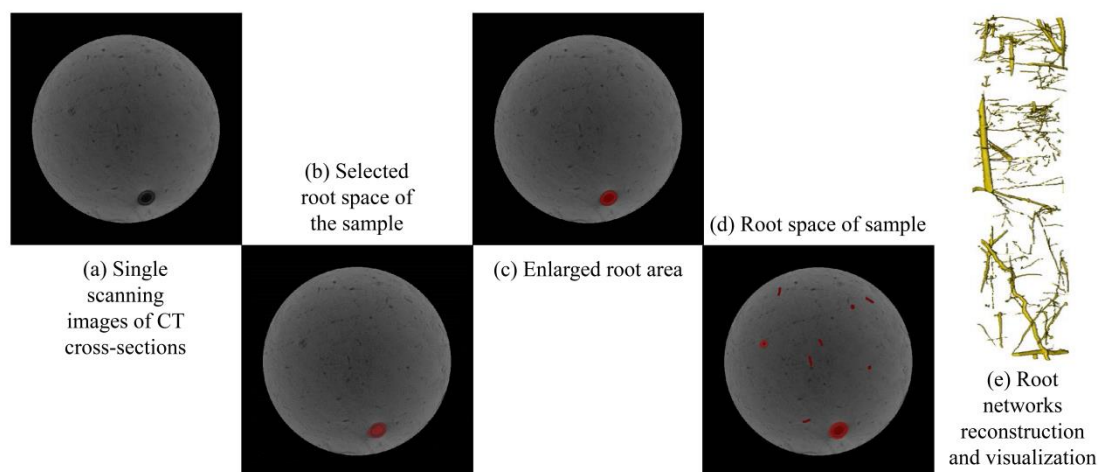 (a) Single
scanning
images of CT
cross-sections
(b) Selected
root space of
the sample
(c) Enlarged root area
(d) Root space of sample
(e) Root
networks
reconstruction
and visualization